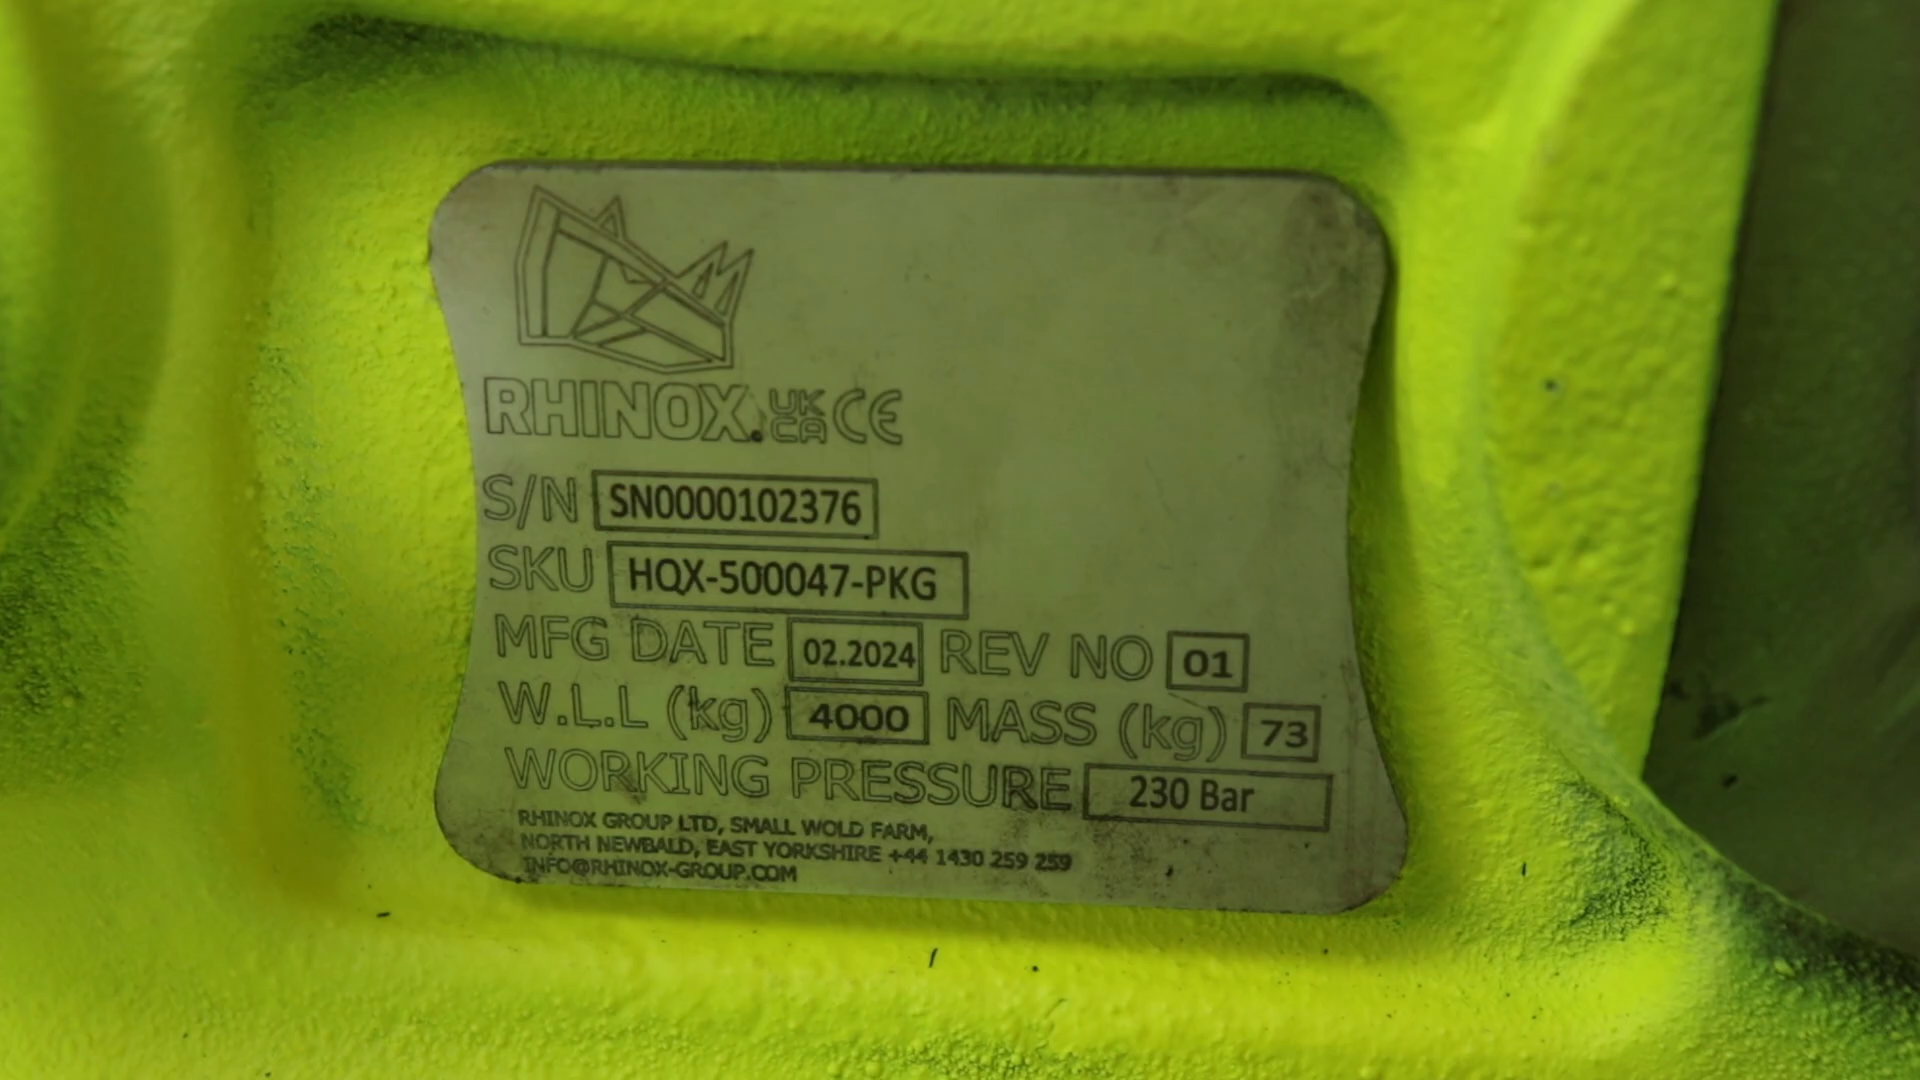 RHINOX. UK CA CE
S/N SN0000102376
SKU HQX-500047-PKG
MFG DATE 02.2024 REV NO 01
W.L.L (kg) 4000 MASS (kg) 73
WORKING PRESSURE 230 Bar
RHINOX GROUP LTD, SMALL WOLD FARM,
NORTH NEWBALD, EAST YORKSHIRE +44 1430 259 259
INFO@RHINOX-GROUP.COM